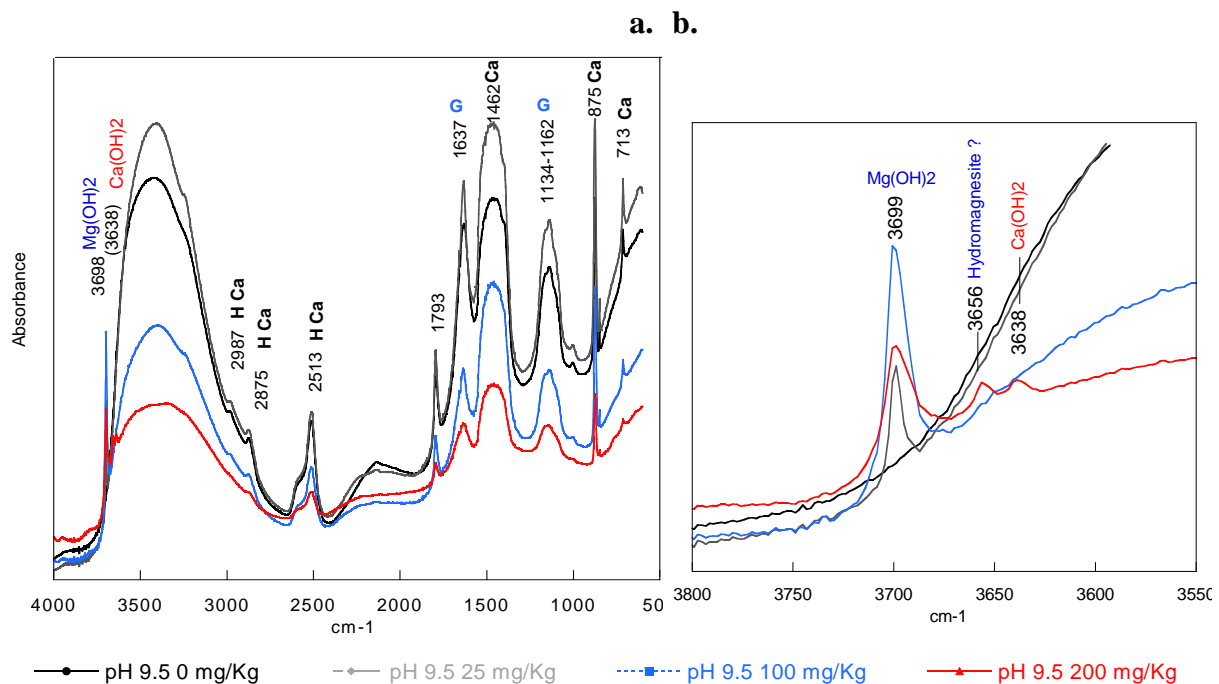 a. b.
Absorbance
3698 Mg(OH)2
(3638) Ca(OH)2
2987 H Ca
2875 H Ca
2513 H Ca
1793
1637 G
1462 Ca
1134-1162 G
875 Ca
713 Ca
4000 3500 3000 2500 2000 1500 1000 50
cm-1
Mg(OH)2
3699
3656 Hydromagnesite ?
3638 Ca(OH)2
3800 3750 3700 3650 3600 3550
cm-1
pH 9.5 0 mg/Kg pH 9.5 25 mg/Kg pH 9.5 100 mg/Kg pH 9.5 200 mg/Kg